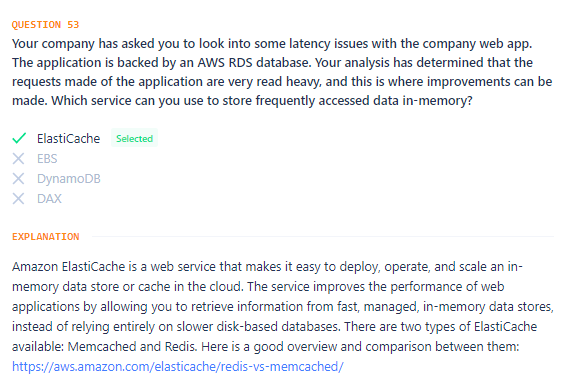 QUESTION 53
Your company has asked you to look into some latency issues with the company web app.
The application is backed by an AWS RDS database. Your analysis has determined that the
requests made of the application are very read heavy, and this is where improvements can be
made. Which service can you use to store frequently accessed data in-memory?
ElastiCache Selected
EBS
DynamoDB
DAX
EXPLANATION
Amazon ElastiCache is a web service that makes it easy to deploy, operate, and scale an in-
memory data store or cache in the cloud. The service improves the performance of web
applications by allowing you to retrieve information from fast, managed, in-memory data stores,
instead of relying entirely on slower disk-based databases. There are two types of ElastiCache
available: Memcached and Redis. Here is a good overview and comparison between them:
https://aws.amazon.com/elasticache/redis-vs-memcached/